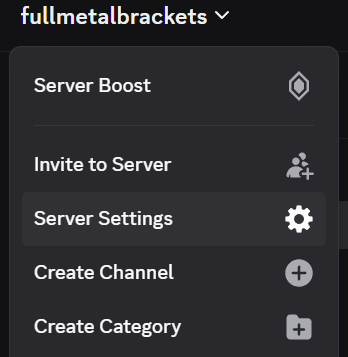 fullmetalbrackets
Server Boost
Invite to Server
Server Settings
Create Channel
Create Category